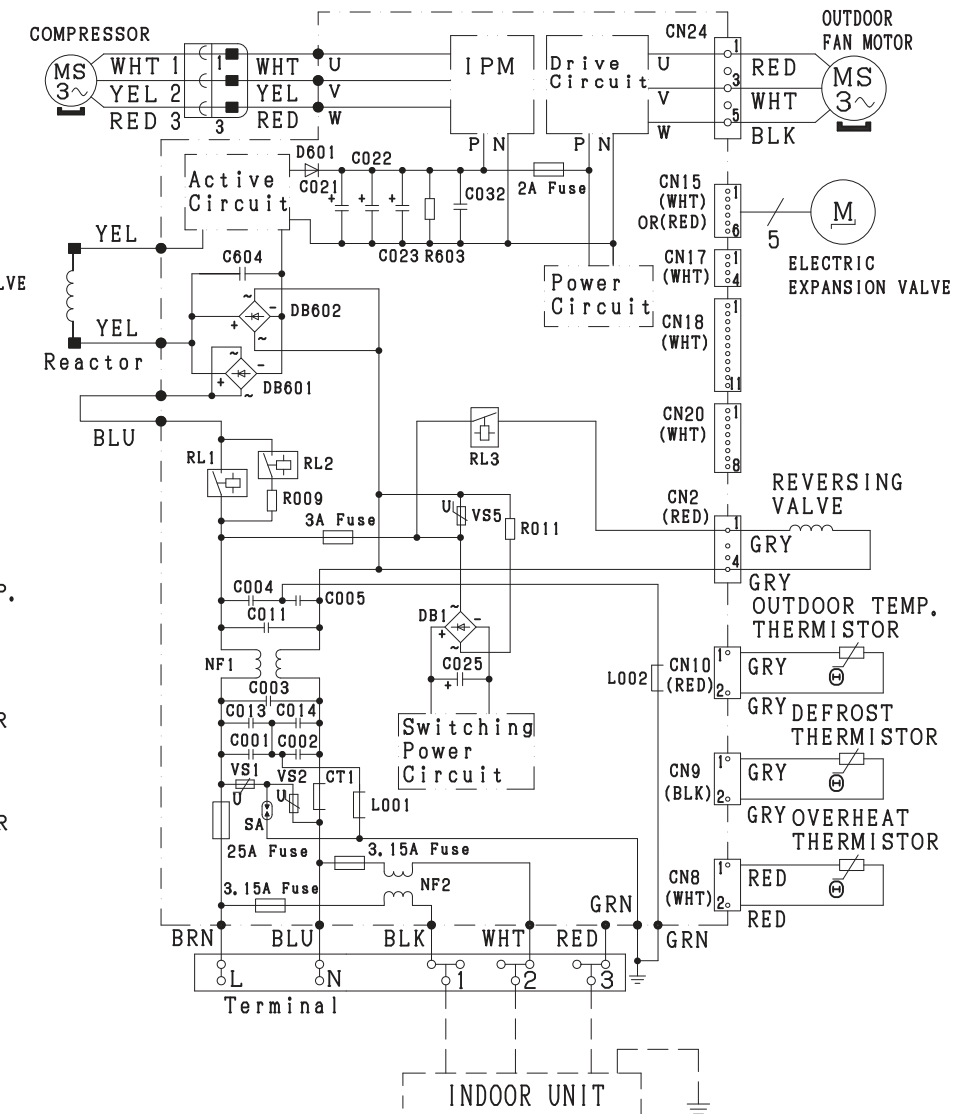 COMPRESSOR
MS
3~
WHT 1
YEL 2
RED 3
1
3
WHT
YEL
RED
U
V
W
IPM
Drive
Circuit
P N
P N
U
V
W
CN24
1
3
5
RED
WHT
BLK
OUTDOOR
FAN MOTOR
MS
3~
Active
Circuit
D601
C021
C022
+
+
+
C023
R603
C032
2A Fuse
Power
Circuit
CN15
(WHT)
OR(RED)
1
6
5
M
ELECTRIC
EXPANSION VALVE
CN17
(WHT)
1
4
CN18
(WHT)
1
11
CN20
(WHT)
1
8
LVE
YEL
YEL
Reactor
C604
~
-
+
~
DB602
~
-
+
~
DB601
BLU
RL1
RL2
R009
RL3
3A Fuse
U
VS5
R011
CN2
(RED)
1
4
REVERSING
VALVE
GRY
GRY
P.
C004
C005
C011
NF1
C003
C013
C014
C001
C002
VS1
U
VS2
U
SA
CT1
L001
25A Fuse
DB1
~
-
+
~
C025
+
Switching
Power
Circuit
L002
OUTDOOR TEMP.
THERMISTOR
CN10
(RED)
1
2
GRY
GRY
Θ
R
DEFROST
THERMISTOR
CN9
(BLK)
1
2
GRY
GRY
Θ
R
OVERHEAT
THERMISTOR
CN8
(WHT)
1
2
RED
RED
Θ
3.15A Fuse
3.15A Fuse
NF2
BRN
BLU
BLK
WHT
RED
GRN
GRN
L
N
1
2
3
Terminal
INDOOR UNIT